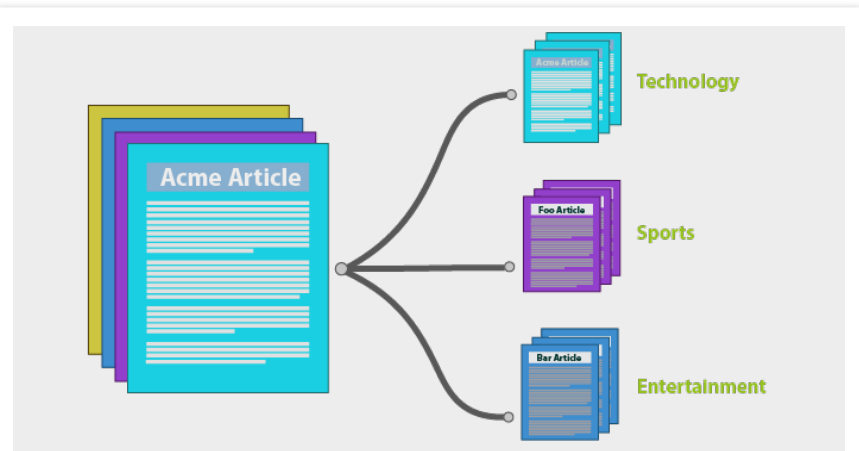 Acme Article
Acme Article
Technology
Foo Article
Sports
Bar Article
Entertainment